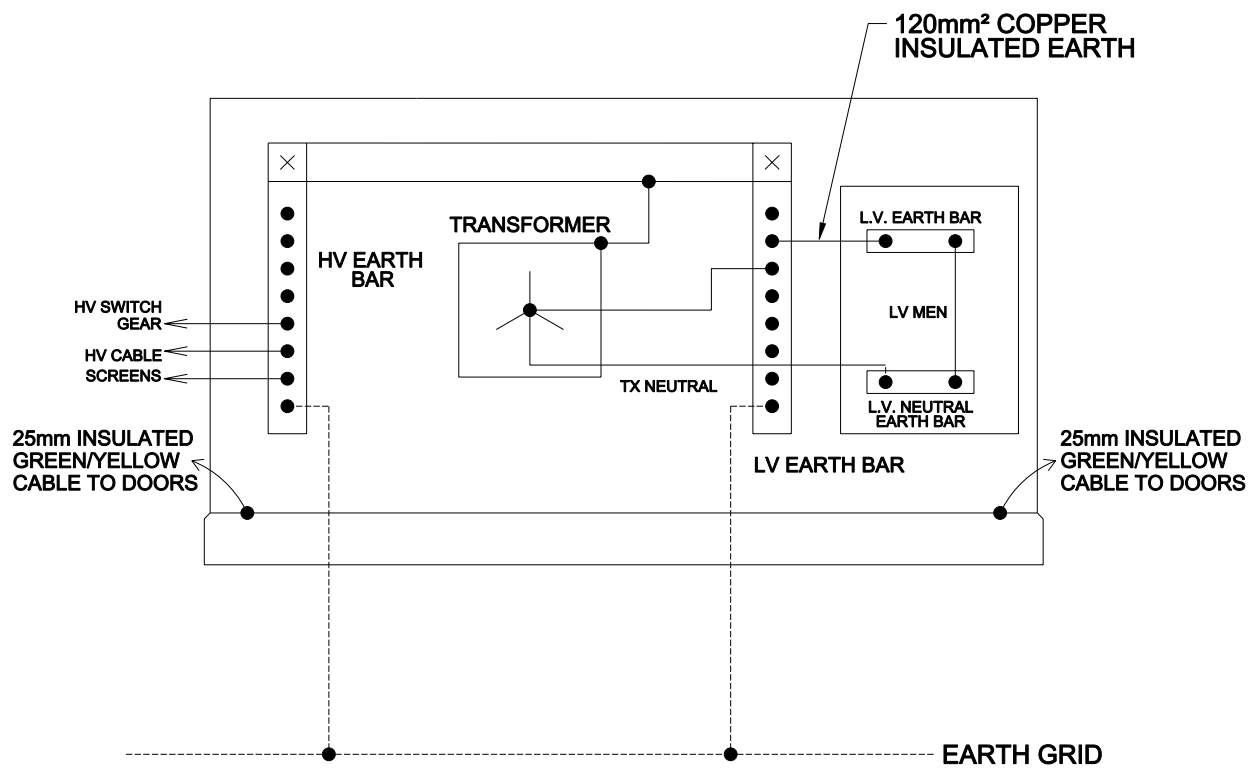 120mm² COPPER
INSULATED EARTH
TRANSFORMER
L.V. EARTH BAR
HV EARTH
BAR
HV SWITCH
GEAR
LV MEN
HV CABLE
SCREENS
TX NEUTRAL
L.V. NEUTRAL
EARTH BAR
25mm INSULATED
GREEN/YELLOW
CABLE TO DOORS
LV EARTH BAR
25mm INSULATED
GREEN/YELLOW
CABLE TO DOORS
EARTH GRID